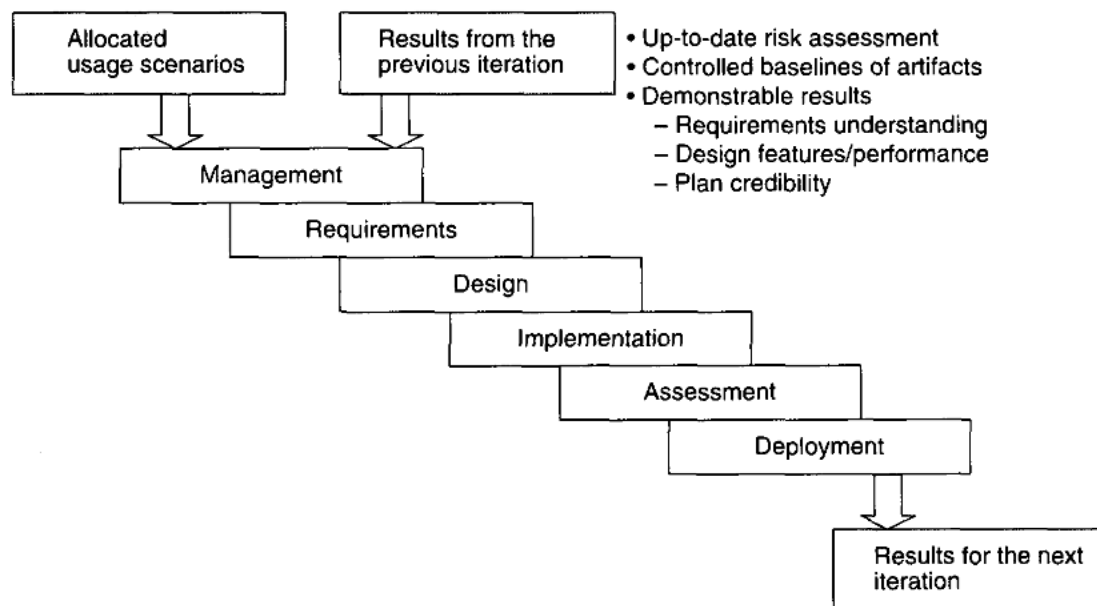 Allocated
usage scenarios
Results from the
previous iteration
• Up-to-date risk assessment
• Controlled baselines of artifacts
• Demonstrable results
– Requirements understanding
– Design features/performance
– Plan credibility
Management
Requirements
Design
Implementation
Assessment
Deployment
Results for the next
iteration